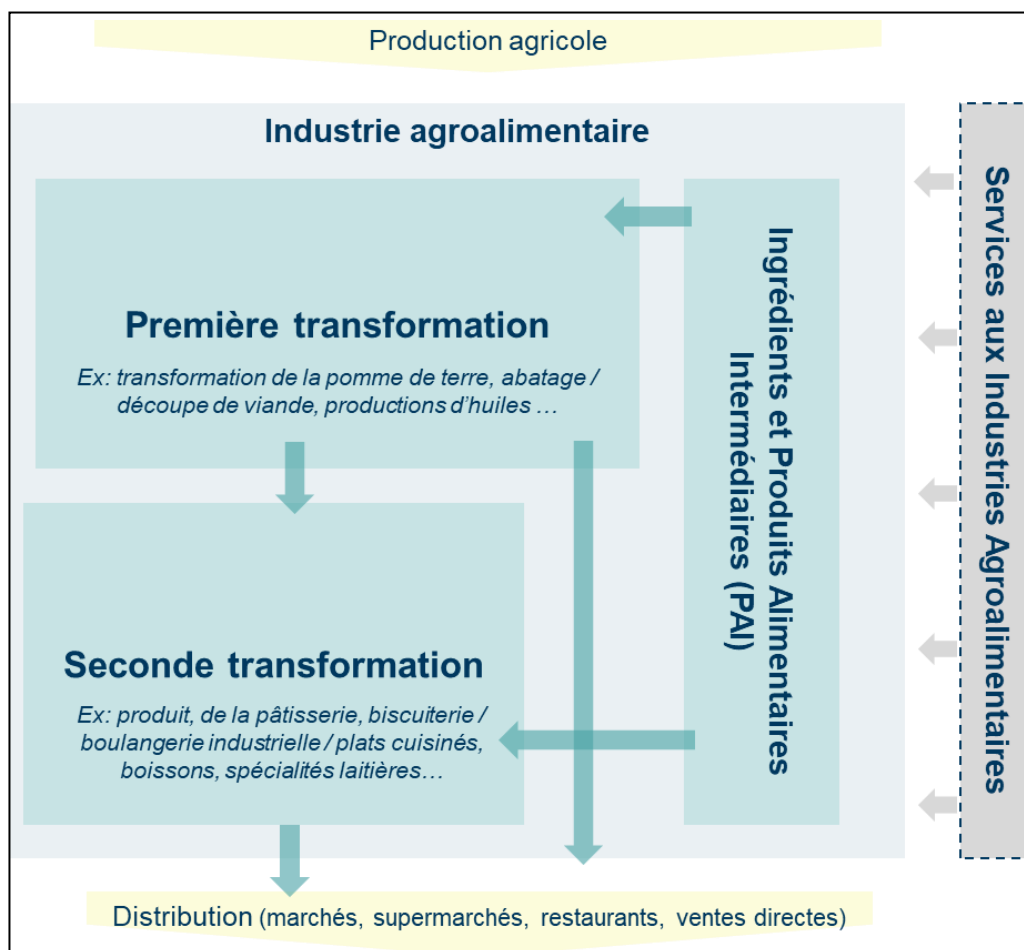 Production agricole
Industrie agroalimentaire
Première transformation
Ex: transformation de la pomme de terre, abatage /
découpe de viande, productions d'huiles …
Seconde transformation
Ex: produit, de la pâtisserie, biscuiterie /
boulangerie industrielle / plats cuisinés,
boissons, spécialités laitières…
Ingrédients et Produits Alimentaires
Intermédiaires (PAI)
Services aux Industries Agroalimentaires
Distribution (marchés, supermarchés, restaurants, ventes directes)